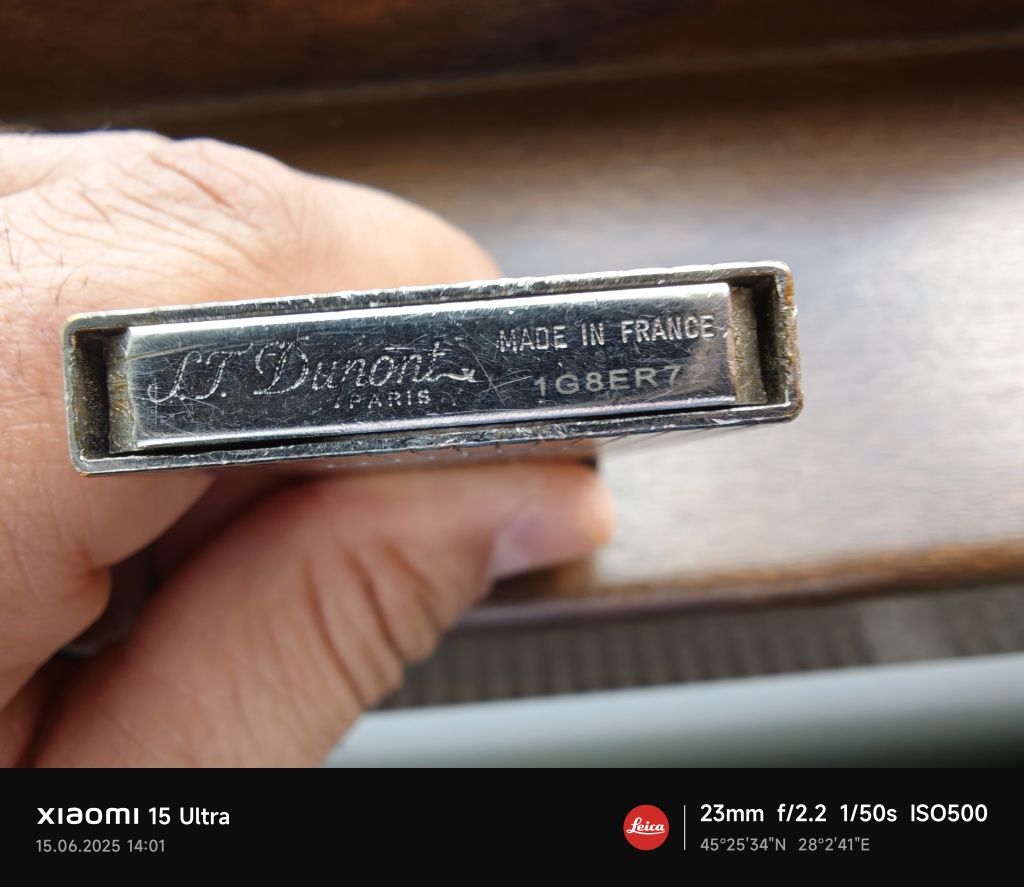 S.T. Dupont
PARIS
MADE IN FRANCE
1G8ER7
xiaomi 15 Ultra
15.06.2025 14:01
Leica
23mm f/2.2 1/50s ISO500
45°25'34"N 28°2'41"E